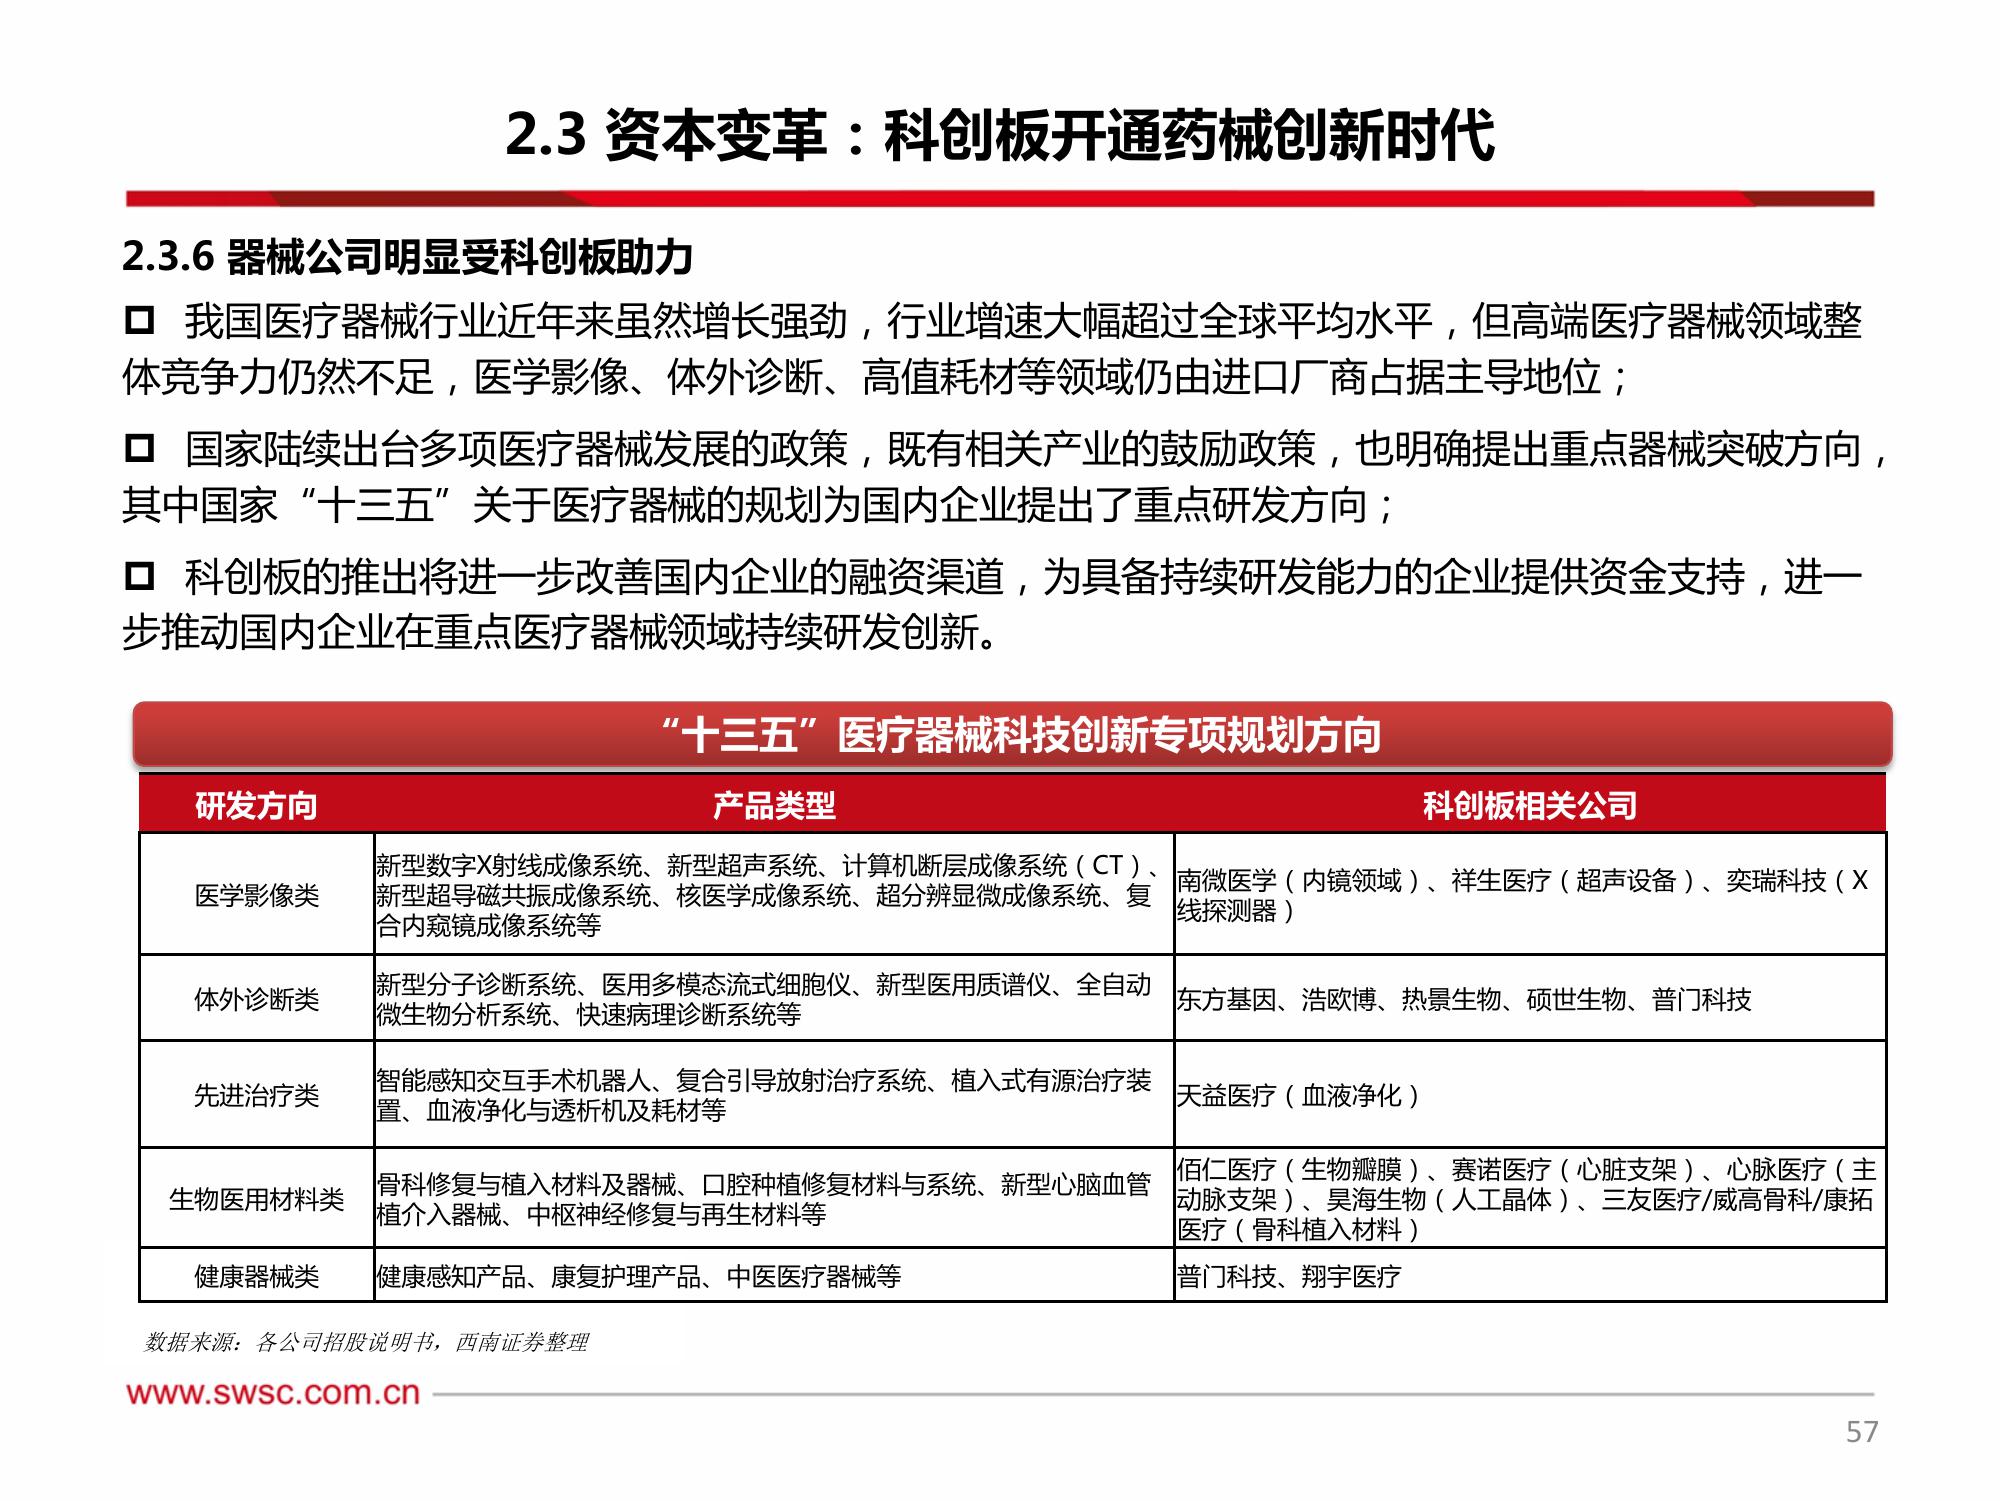 2.3 资本变革：科创板开通药械创新时代
2.3.6 器械公司明显受科创板助力
我国医疗器械行业近年来虽然增长强劲，行业增速大幅超过全球平均水平，但高端医疗器械领域整
体竞争力仍然不足，医学影像、体外诊断、高值耗材等领域仍由进口厂商占据主导地位；
国家陆续出台多项医疗器械发展的政策，既有相关产业的鼓励政策，也明确提出重点器械突破方向，
其中国家“十三五”关于医疗器械的规划为国内企业提出了重点研发方向；
科创板的推出将进一步改善国内企业的融资渠道，为具备持续研发能力的企业提供资金支持，进一
步推动国内企业在重点医疗器械领域持续研发创新。
“十三五”医疗器械科技创新专项规划方向
研发方向 产品类型 科创板相关公司
医学影像类
新型数字X射线成像系统、新型超声系统、计算机断层成像系统（CT）、
新型超导磁共振成像系统、核医学成像系统、超分辨显微成像系统、复
合内窥镜成像系统等
南微医学（内镜领域）、祥生医疗（超声设备）、奕瑞科技（X
线探测器）
体外诊断类
新型分子诊断系统、医用多模态流式细胞仪、新型医用质谱仪、全自动
微生物分析系统、快速病理诊断系统等
东方基因、浩欧博、热景生物、硕世生物、普门科技
先进治疗类
智能感知交互手术机器人、复合引导放射治疗系统、植入式有源治疗装
置、血液净化与透析机及耗材等
天益医疗（血液净化）
生物医用材料类
骨科修复与植入材料及器械、口腔种植修复材料与系统、新型心脑血管
植介入器械、中枢神经修复与再生材料等
佰仁医疗（生物瓣膜）、赛诺医疗（心脏支架）、心脉医疗（主
动脉支架）、昊海生物（人工晶体）、三友医疗/威高骨科/康拓
医疗（骨科植入材料）
健康器械类
健康感知产品、康复护理产品、中医医疗器械等
普门科技、翔宇医疗
数据来源：各公司招股说明书，西南证券整理
www.swsc.com.cn
57